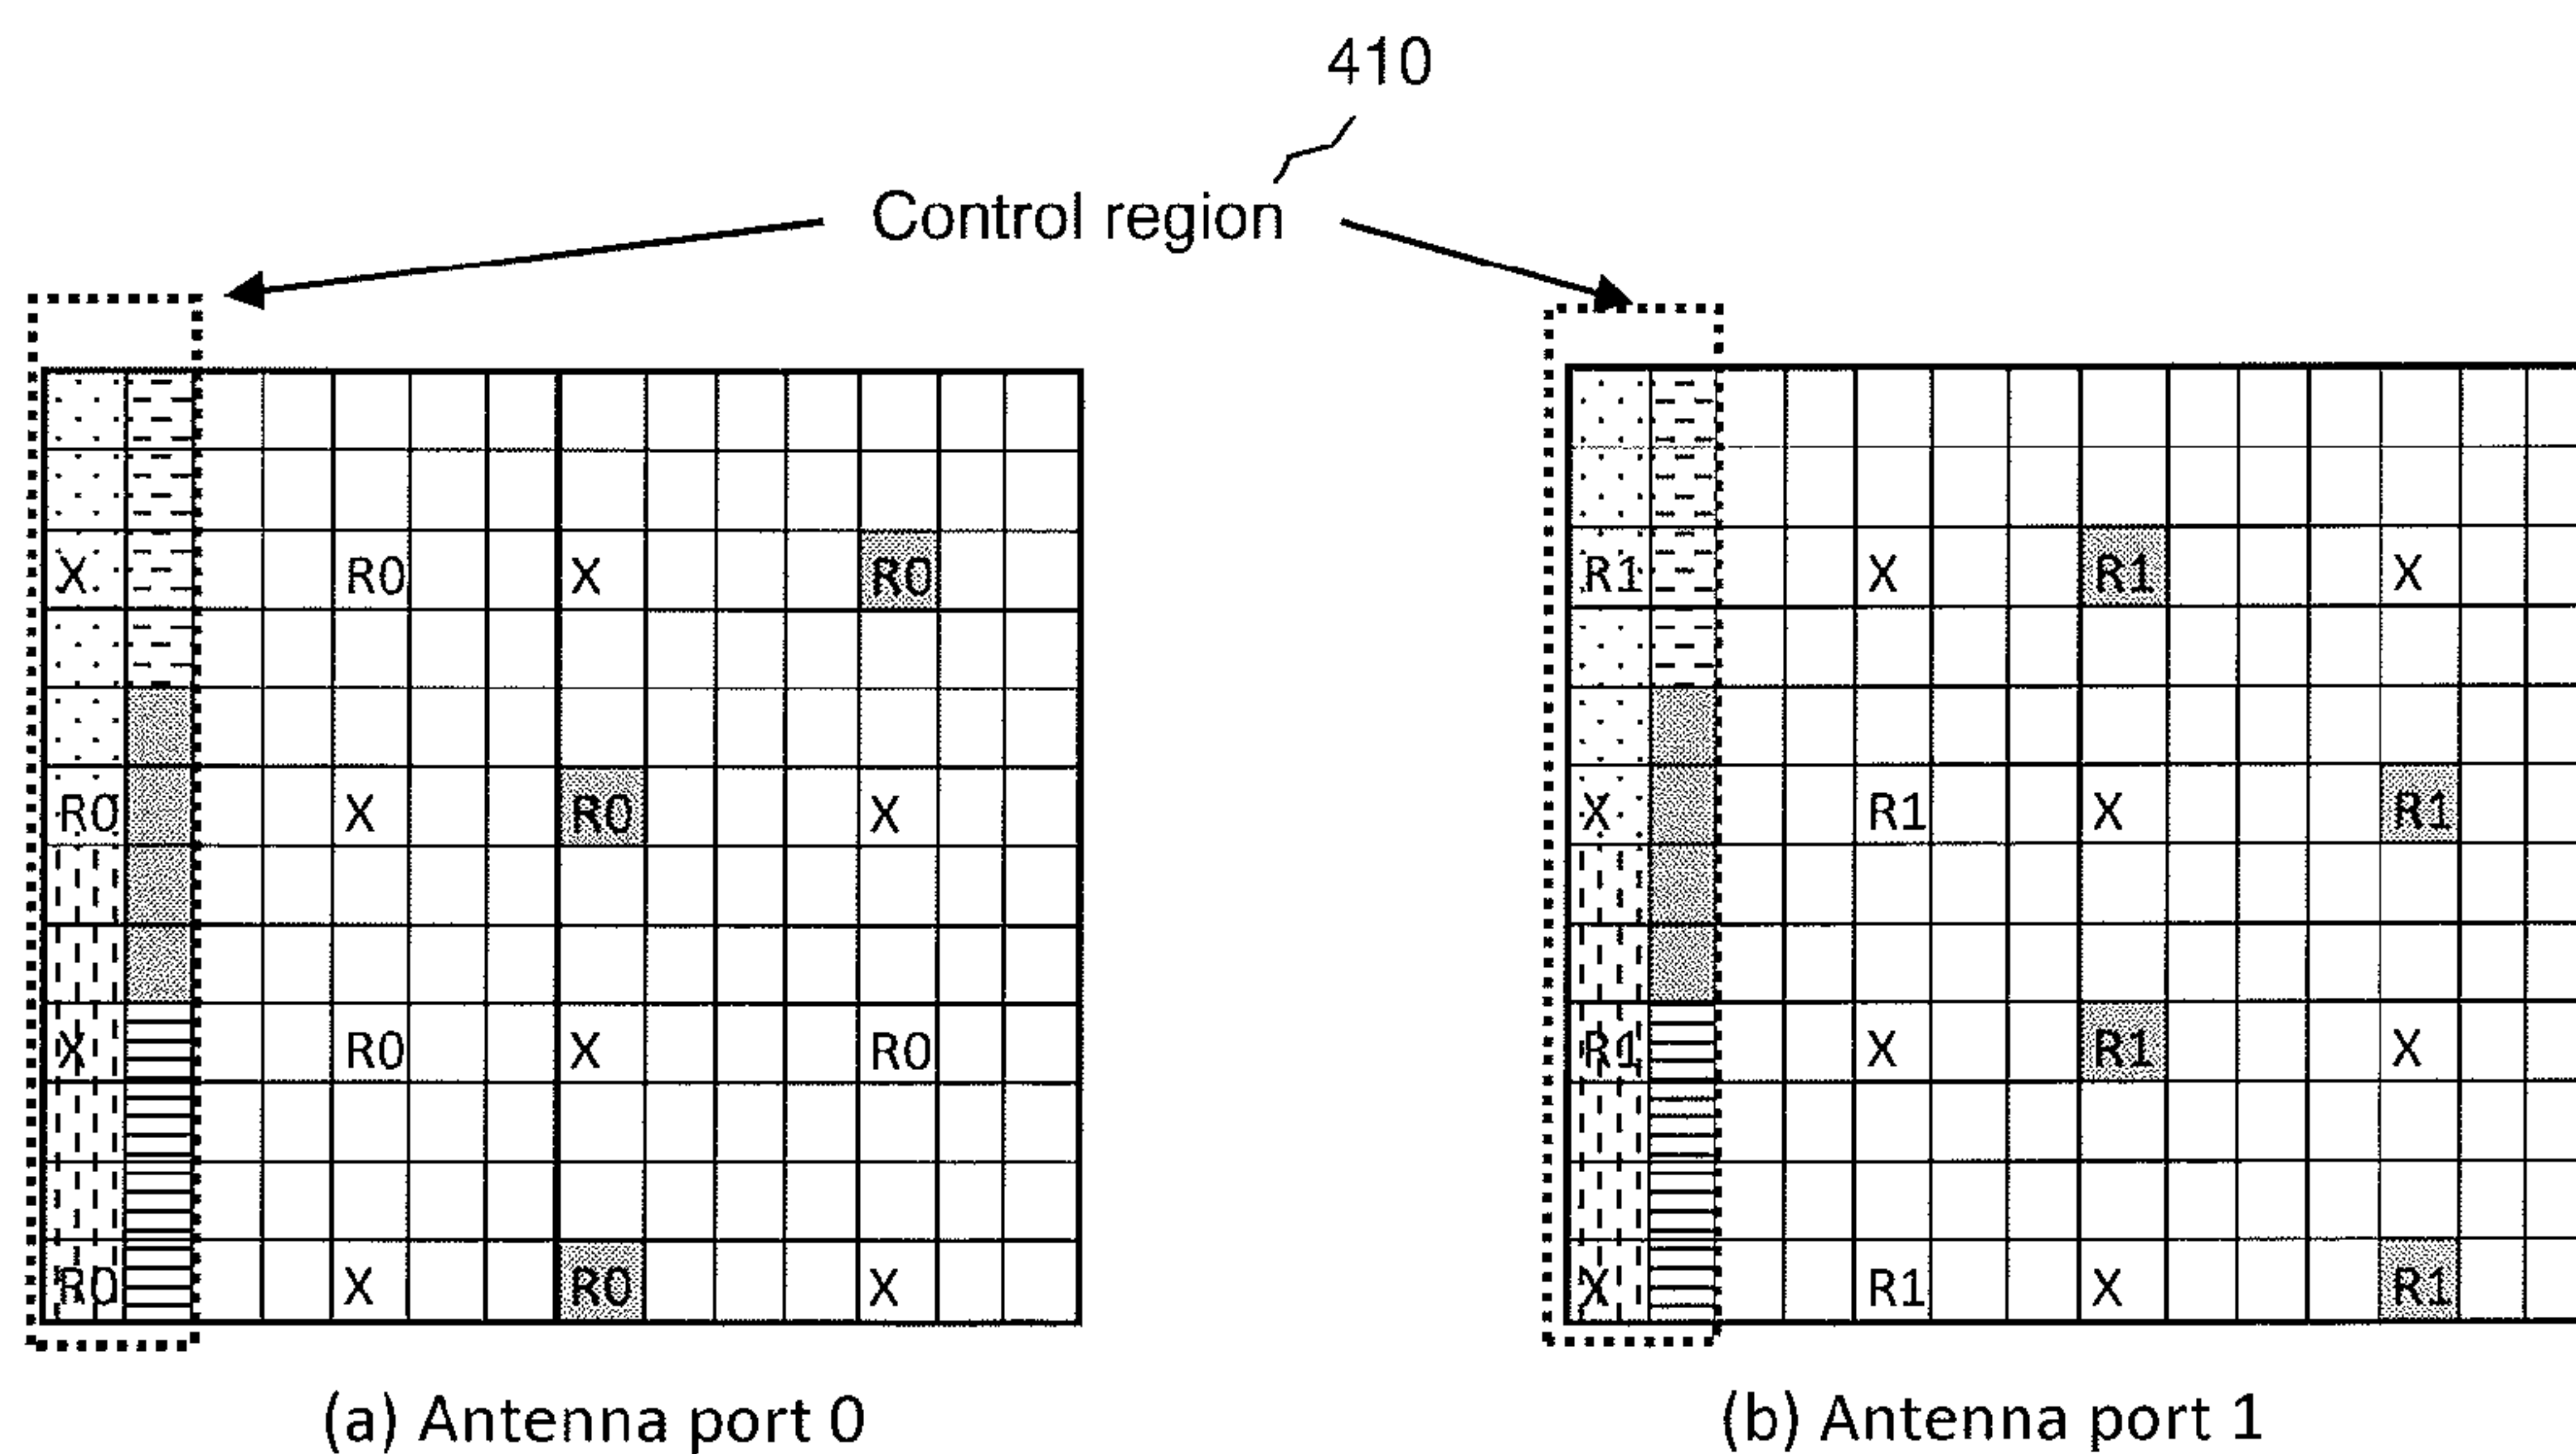 410
Control region
X R0 X R0
R0 X R0 X
X R0 X R0
R0 X R0 X
(a) Antenna port 0
R1 X R1 X
X R1 X R1
R1 X R1 X
X R1 X R1
(b) Antenna port 1